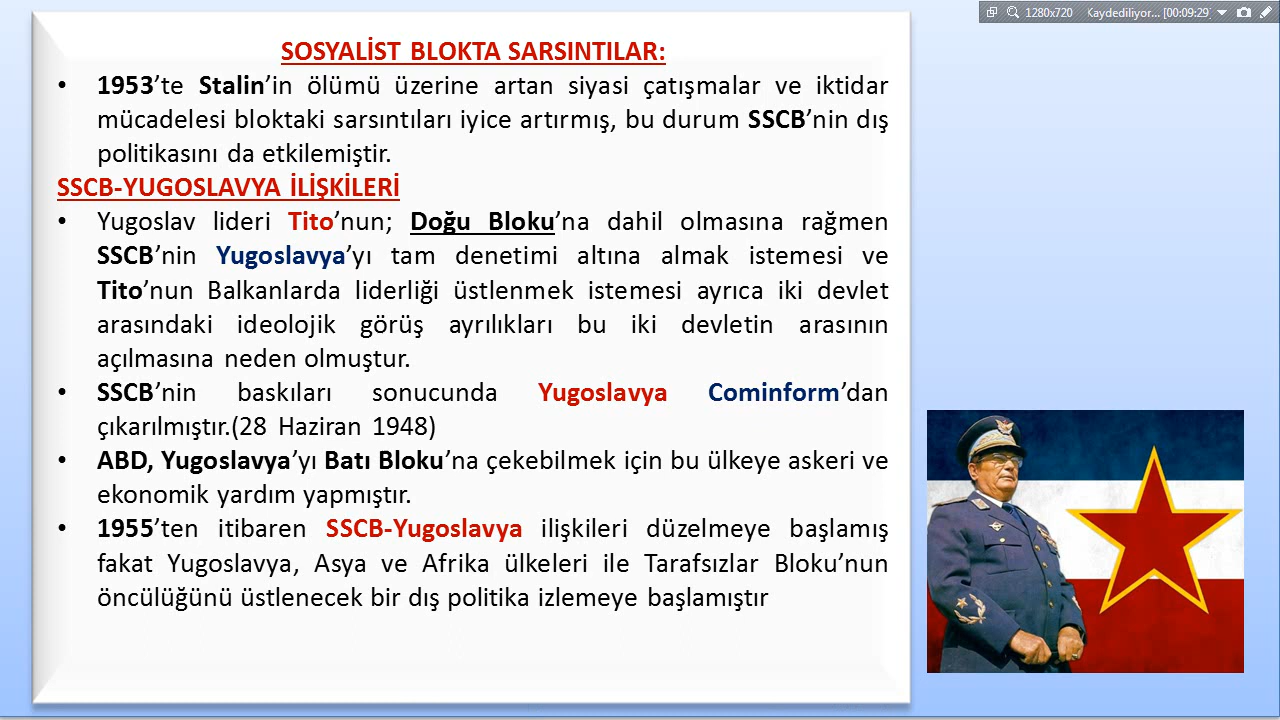 1280x720 Kaydediliyor... [00:09:29]
SOSYALİST BLOKTA SARSINTILAR:
• 1953’te Stalin’in ölümü üzerine artan siyasi çatışmalar ve iktidar
mücadelesi bloktaki sarsıntıları iyice artırmış, bu durum SSCB’nin dış
politikasını da etkilemiştir.
SSCB-YUGOSLAVYA İLİŞKİLERİ
• Yugoslav lideri Tito’nun; Doğu Bloku’na dahil olmasına rağmen
SSCB’nin Yugoslavya’yı tam denetimi altına almak istemesi ve
Tito’nun Balkanlarda liderliği üstlenmek istemesi ayrıca iki devlet
arasındaki ideolojik görüş ayrılıkları bu iki devletin arasının
açılmasına neden olmuştur.
• SSCB’nin baskıları sonucunda Yugoslavya Cominform’dan
çıkarılmıştır.(28 Haziran 1948)
• ABD, Yugoslavya’yı Batı Bloku’na çekebilmek için bu ülkeye askeri ve
ekonomik yardım yapmıştır.
• 1955’ten itibaren SSCB-Yugoslavya ilişkileri düzelmeye başlamış
fakat Yugoslavya, Asya ve Afrika ülkeleri ile Tarafsızlar Bloku’nun
öncülüğünü üstlenecek bir dış politika izlemeye başlamıştır